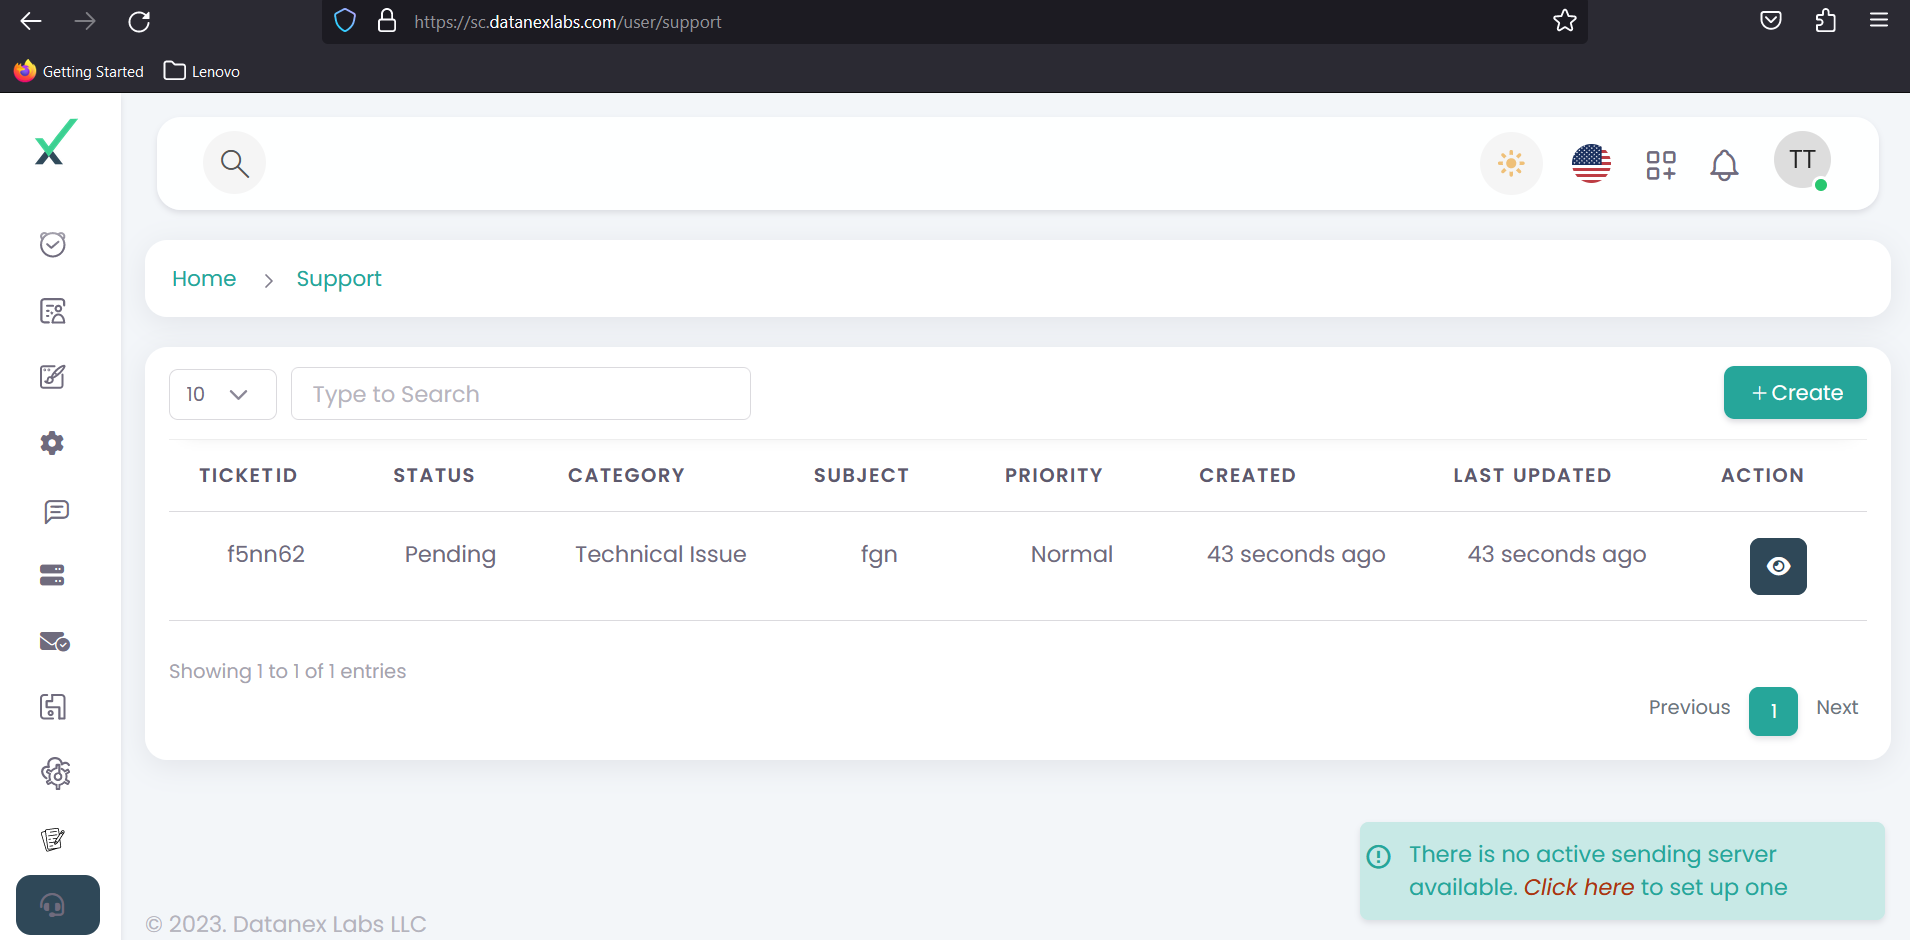 https://sc.datanexlabs.com/user/support
Getting Started Lenovo
TT
Home > Support
10 Type to Search + Create
TICKETID STATUS CATEGORY SUBJECT PRIORITY CREATED LAST UPDATED ACTION
f5nn62 Pending Technical Issue fgn Normal 43 seconds ago 43 seconds ago
Showing 1 to 1 of 1 entries
Previous 1 Next
There is no active sending server
available. Click here to set up one
© 2023. Datanex Labs LLC